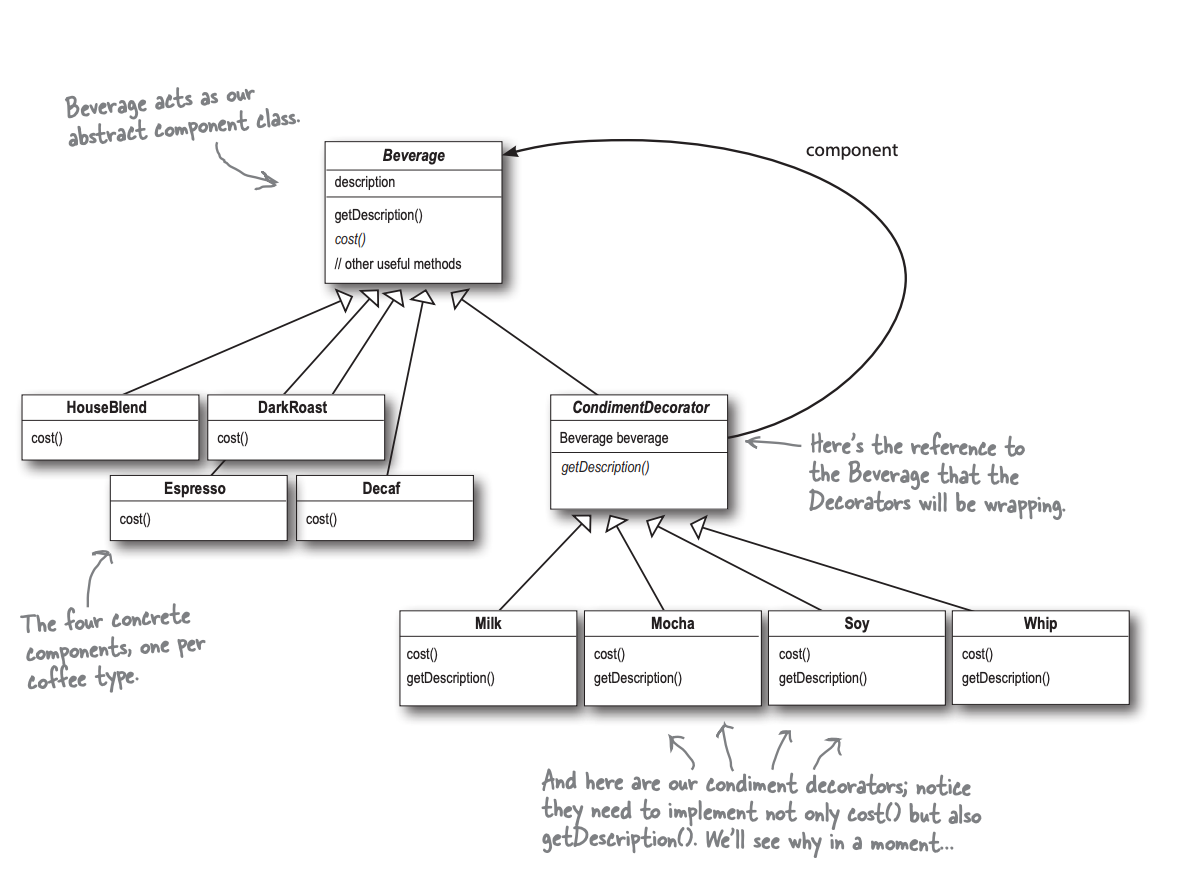 Beverage acts as our
abstract component class.
Beverage
description
getDescription()
cost()
// other useful methods
component
HouseBlend
cost()
DarkRoast
cost()
Espresso
cost()
Decaf
cost()
CondimentDecorator
Beverage beverage
getDescription()
Here's the reference to
the Beverage that the
Decorators will be wrapping.
The four concrete
components, one per
coffee type.
Milk
cost()
getDescription()
Mocha
cost()
getDescription()
Soy
cost()
getDescription()
Whip
cost()
getDescription()
And here are our condiment decorators; notice
they need to implement not only cost() but also
getDescription(). We'll see why in a moment...